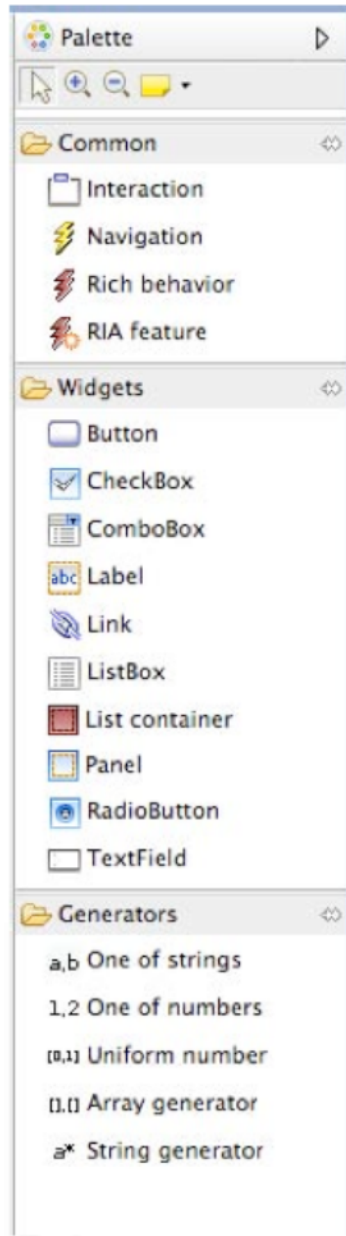 Palette
Common
Interaction
Navigation
Rich behavior
RIA feature
Widgets
Button
CheckBox
ComboBox
abc Label
Link
ListBox
List container
Panel
RadioButton
TextField
Generators
a,b One of strings
1,2 One of numbers
[0,1] Uniform number
[],[] Array generator
a* String generator